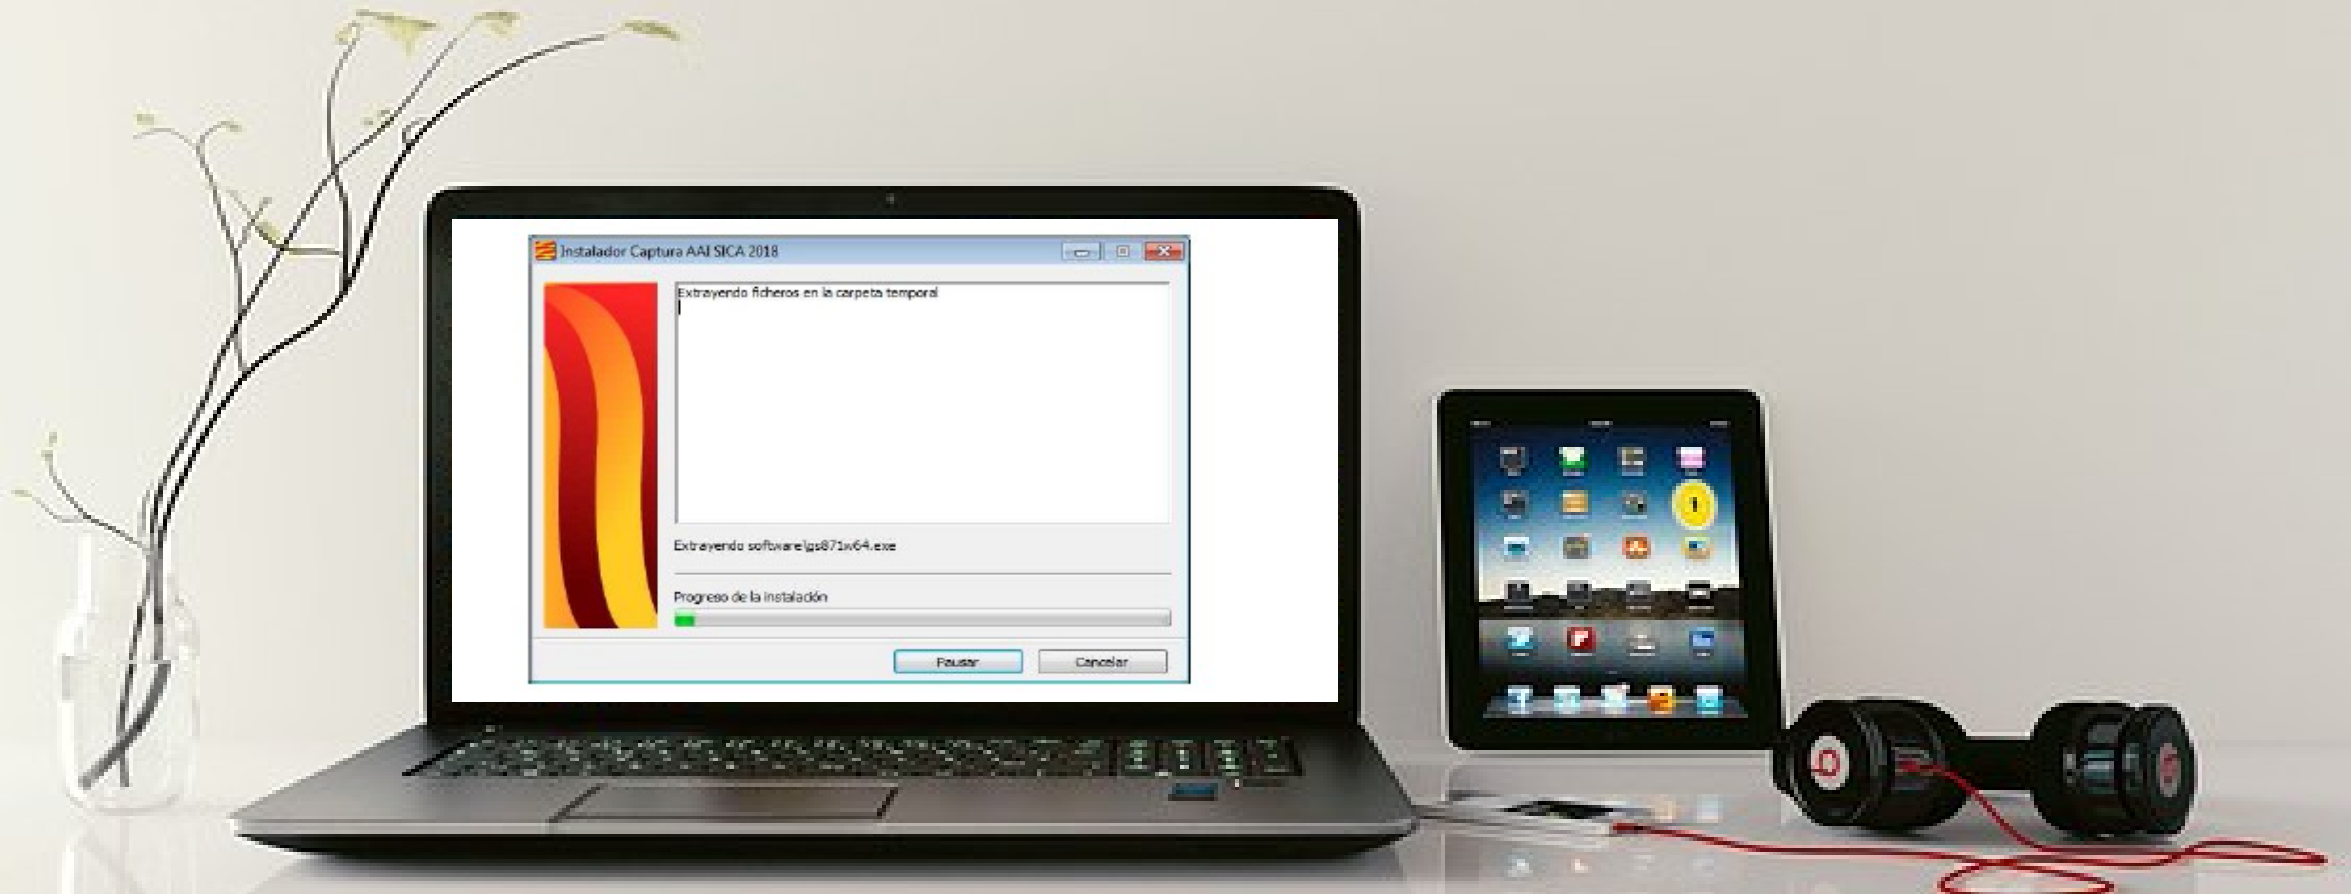 Instalador Captura AAI SICA 2018
Extrayendo ficheros en la carpeta temporal
Extrayendo software\gs871w64.exe
Progreso de la instalación
Pausar
Cancelar